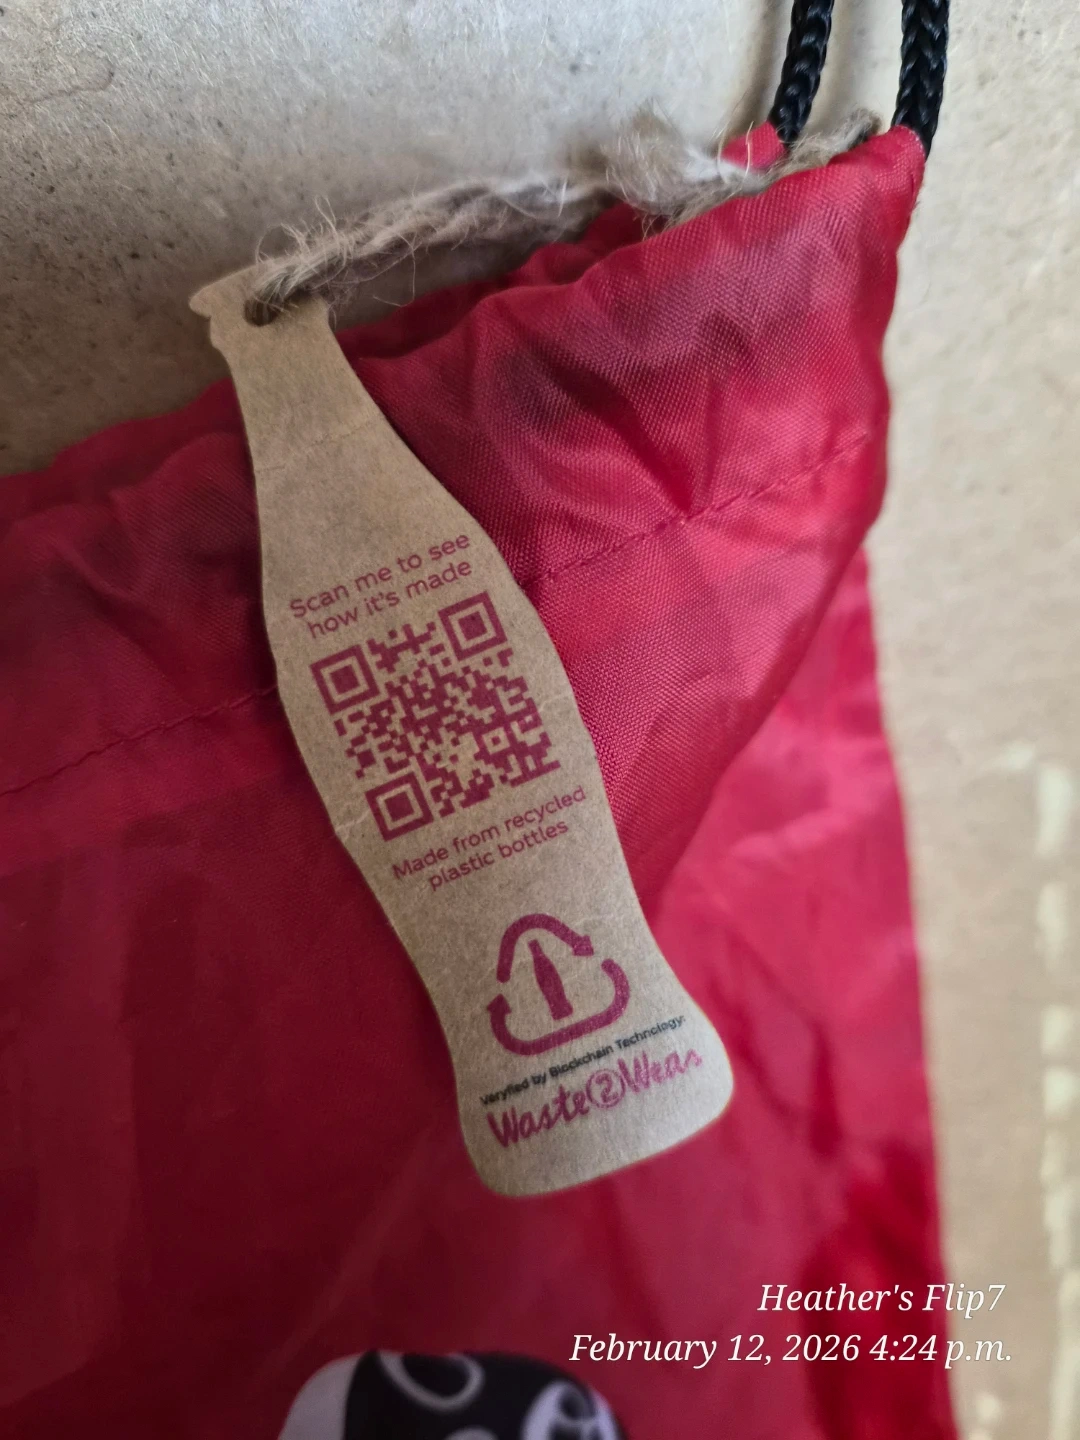 Scan me to see
how it's made
Made from recycled
plastic bottles
Veryfied by Blockchain Technology:
Waste2Wear
Heather's Flip7
February 12, 2026 4:24 p.m.